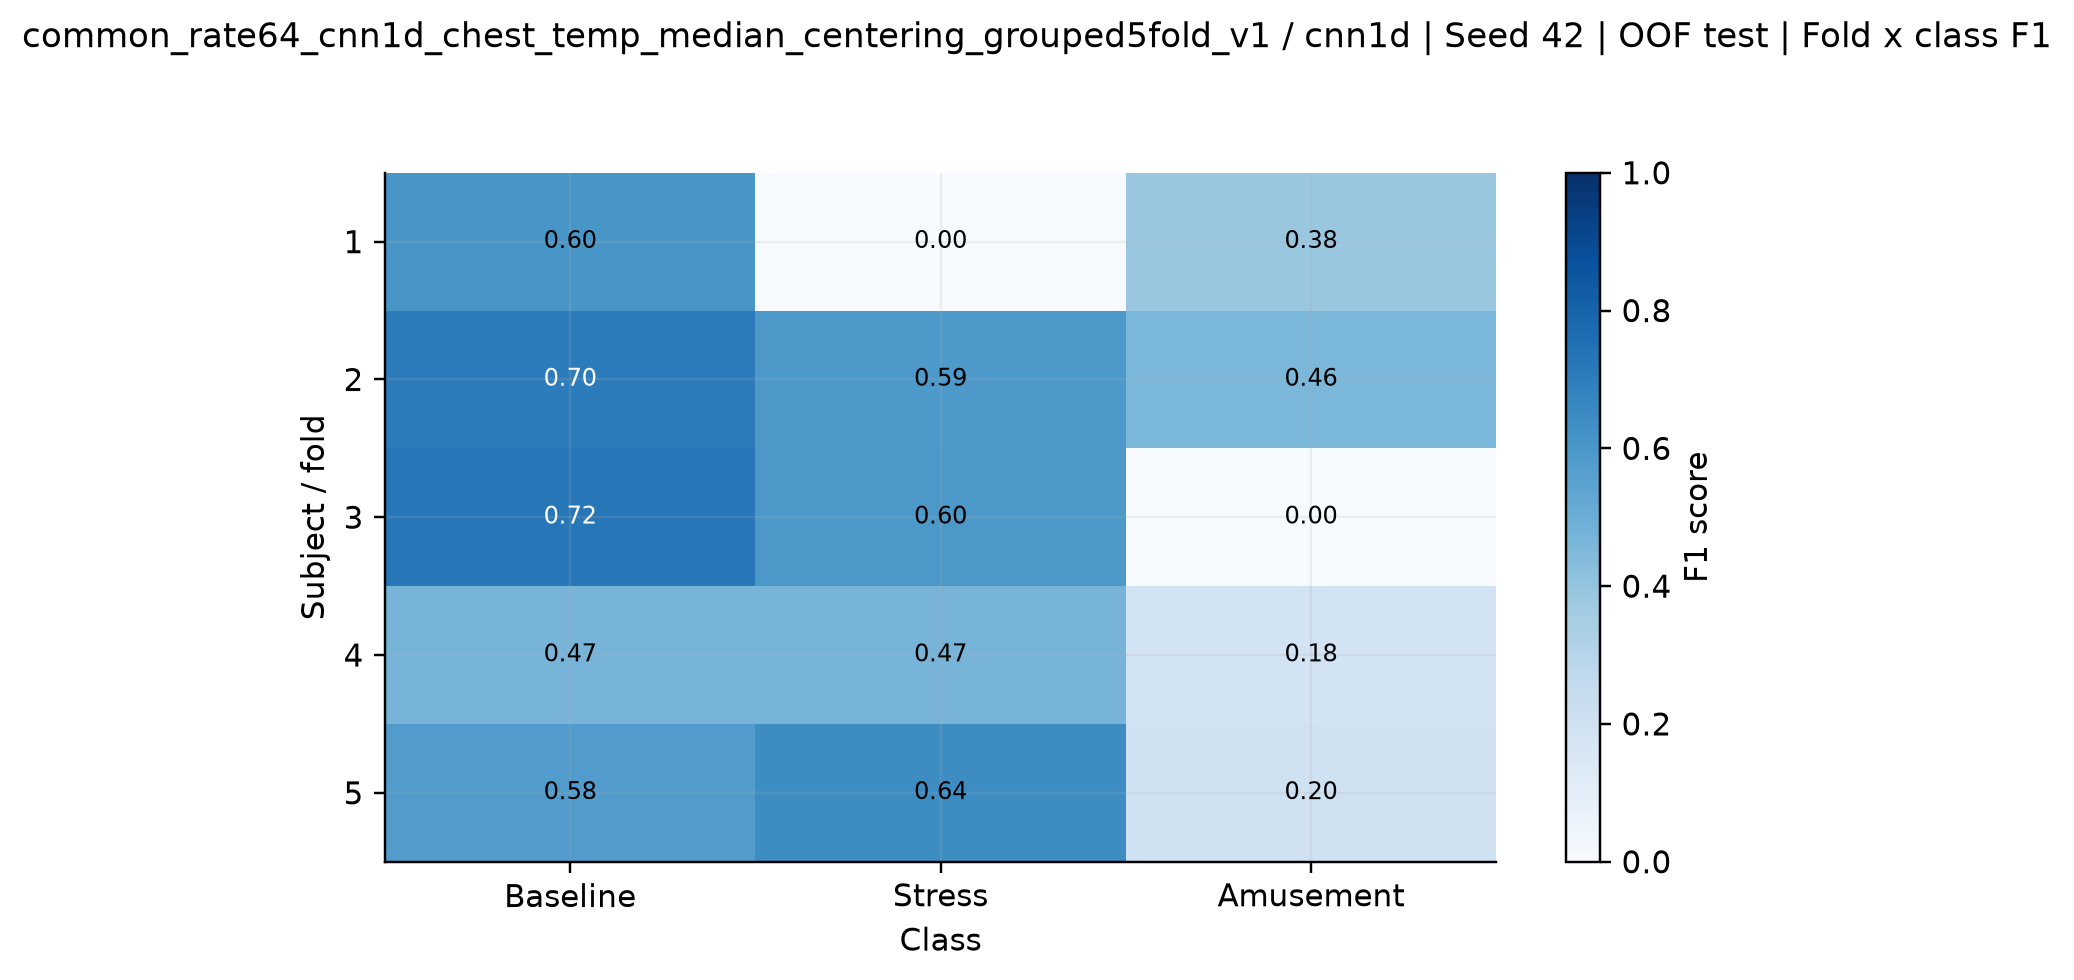 common_rate64_cnn1d_chest_temp_median_centering_grouped5fold_v1 / cnn1d | Seed 42 | OOF test | Fold x class F1
1.0
1 0.60 0.00 0.38
0.8
2 0.70 0.59 0.46
0.6
Subject / fold
F1 score
3 0.72 0.60 0.00
0.4
4 0.47 0.47 0.18
0.2
5 0.58 0.64 0.20
0.0
Baseline Stress Amusement
Class